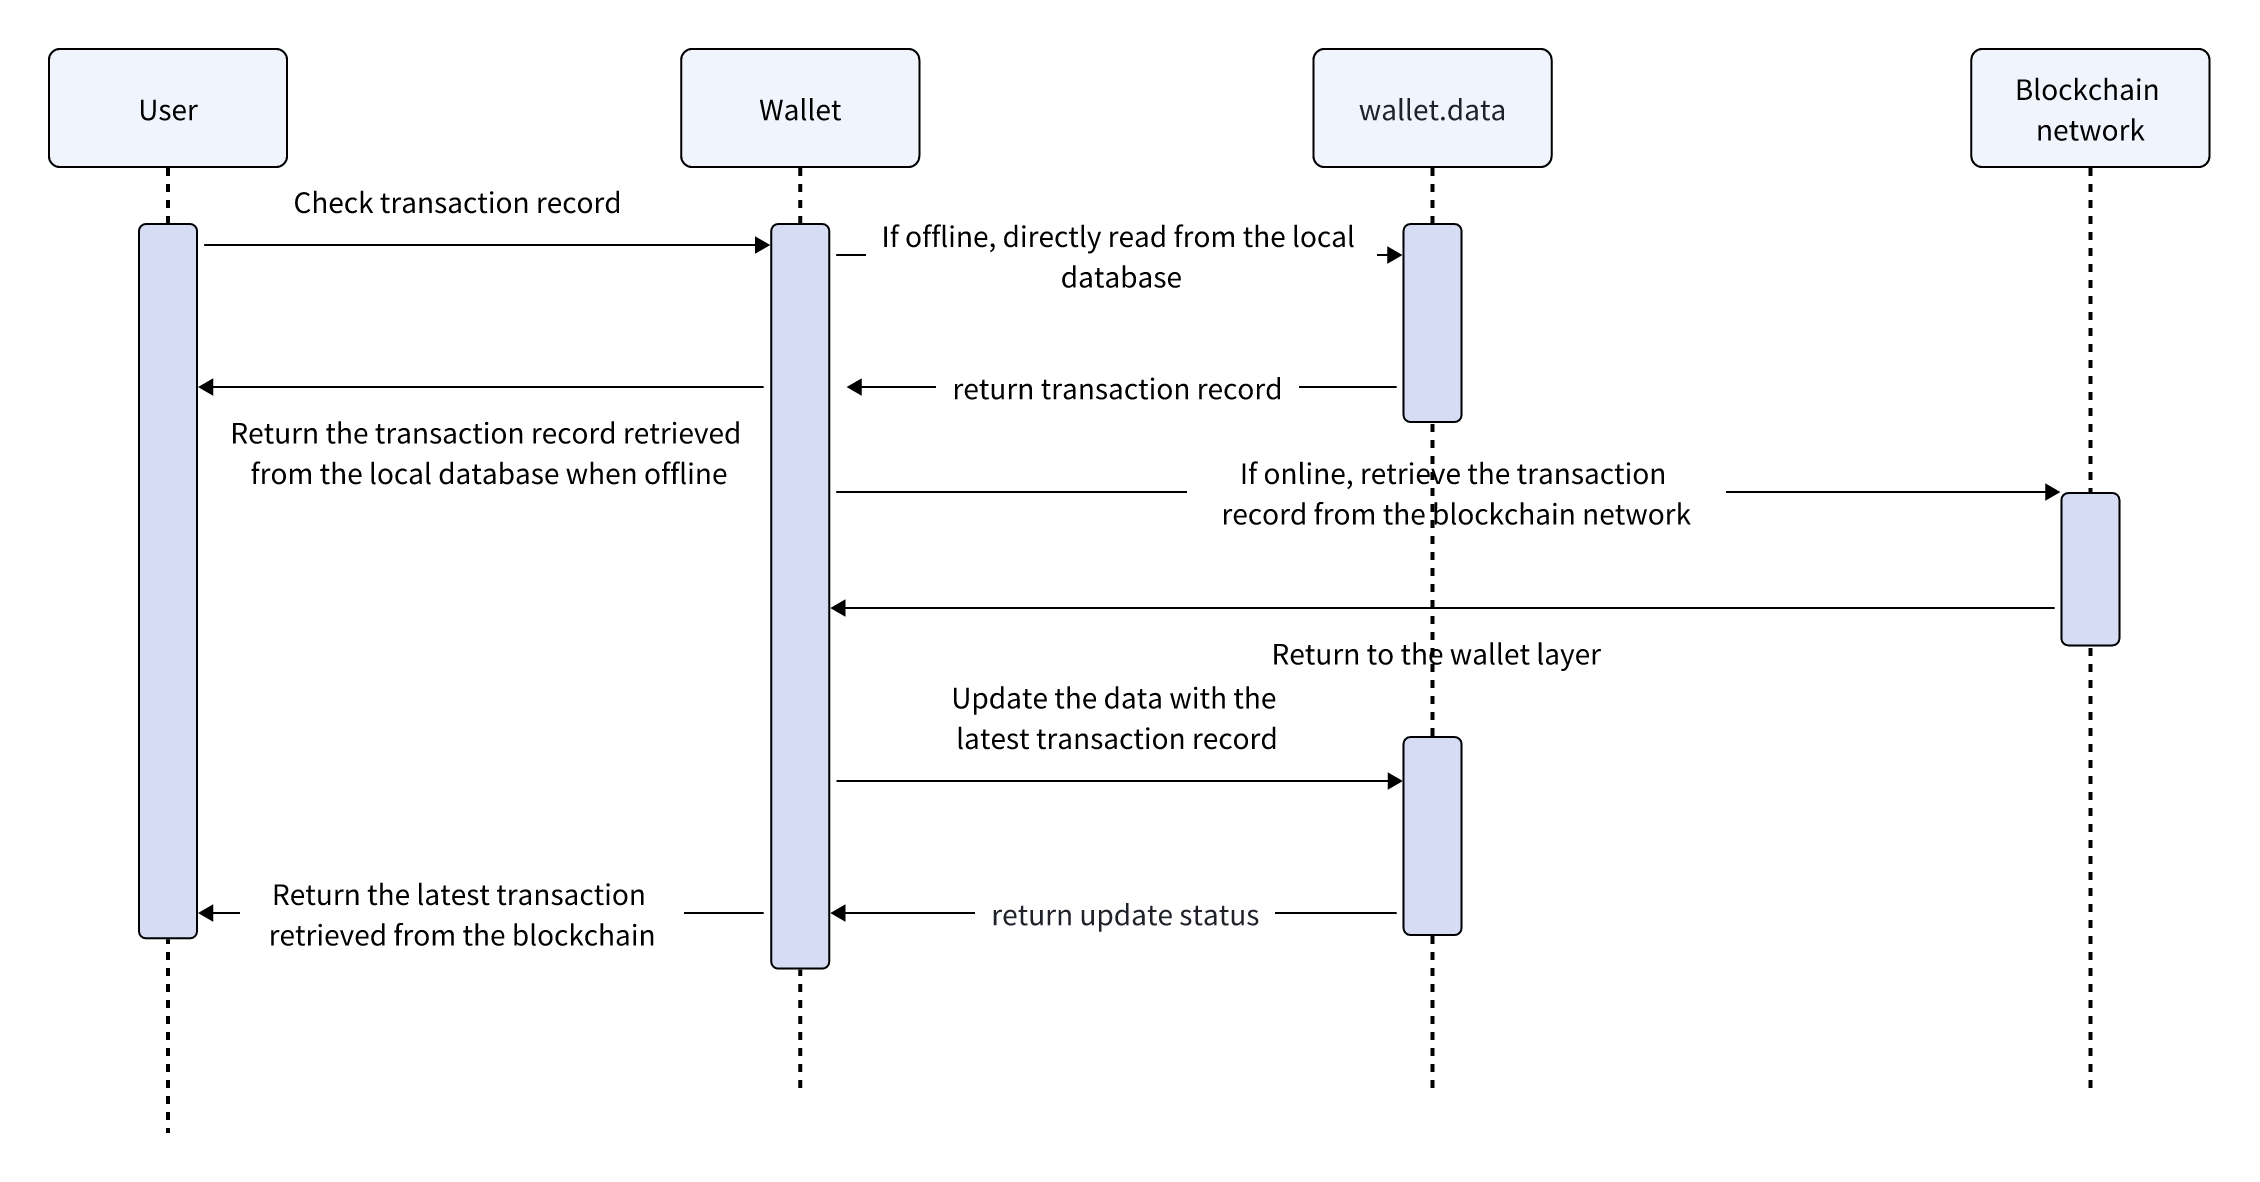 User
Wallet
wallet.data
Blockchain
network
Check transaction record
If offline, directly read from the local
database
return transaction record
Return the transaction record retrieved
from the local database when offline
If online, retrieve the transaction
record from the blockchain network
Return to the wallet layer
Update the data with the
latest transaction record
Return the latest transaction
retrieved from the blockchain
return update status